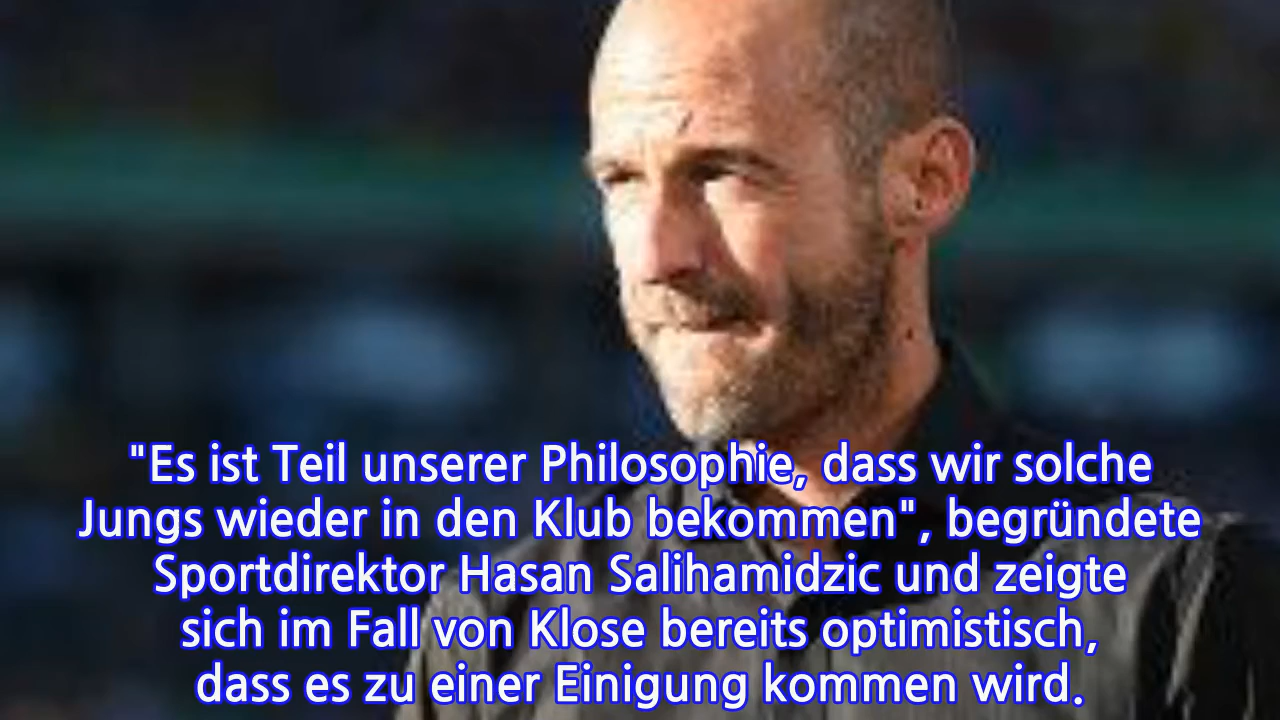 "Es ist Teil unserer Philosophie, dass wir solche
Jungs wieder in den Klub bekommen", begründete
Sportdirektor Hasan Salihamidzic und zeigte
sich im Fall von Klose bereits optimistisch,
dass es zu einer Einigung kommen wird.